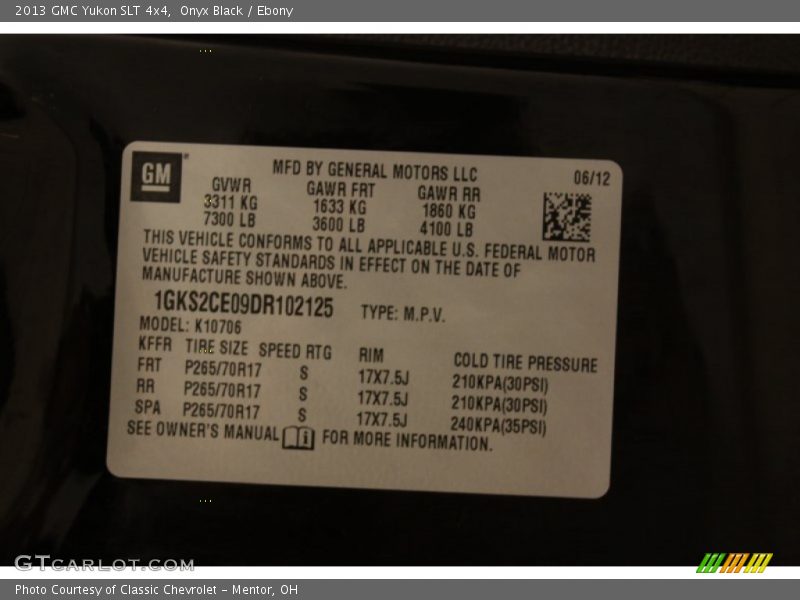 2013 GMC Yukon SLT 4x4, Onyx Black / Ebony
GM
MFD BY GENERAL MOTORS LLC 06/12
GVWR GAWR FRT GAWR RR
3311 KG 1633 KG 1860 KG
7300 LB 3600 LB 4100 LB
THIS VEHICLE CONFORMS TO ALL APPLICABLE U.S. FEDERAL MOTOR
VEHICLE SAFETY STANDARDS IN EFFECT ON THE DATE OF
MANUFACTURE SHOWN ABOVE.
1GKS2CE09DR102125 TYPE: M.P.V.
MODEL: K10706
KFFR TIRE SIZE SPEED RTG RIM COLD TIRE PRESSURE
FRT P265/70R17 S 17X7.5J 210KPA(30PSI)
RR P265/70R17 S 17X7.5J 210KPA(30PSI)
SPA P265/70R17 S 17X7.5J 240KPA(35PSI)
SEE OWNER'S MANUAL FOR MORE INFORMATION.
GTCARLOT.COM
Photo Courtesy of Classic Chevrolet - Mentor, OH